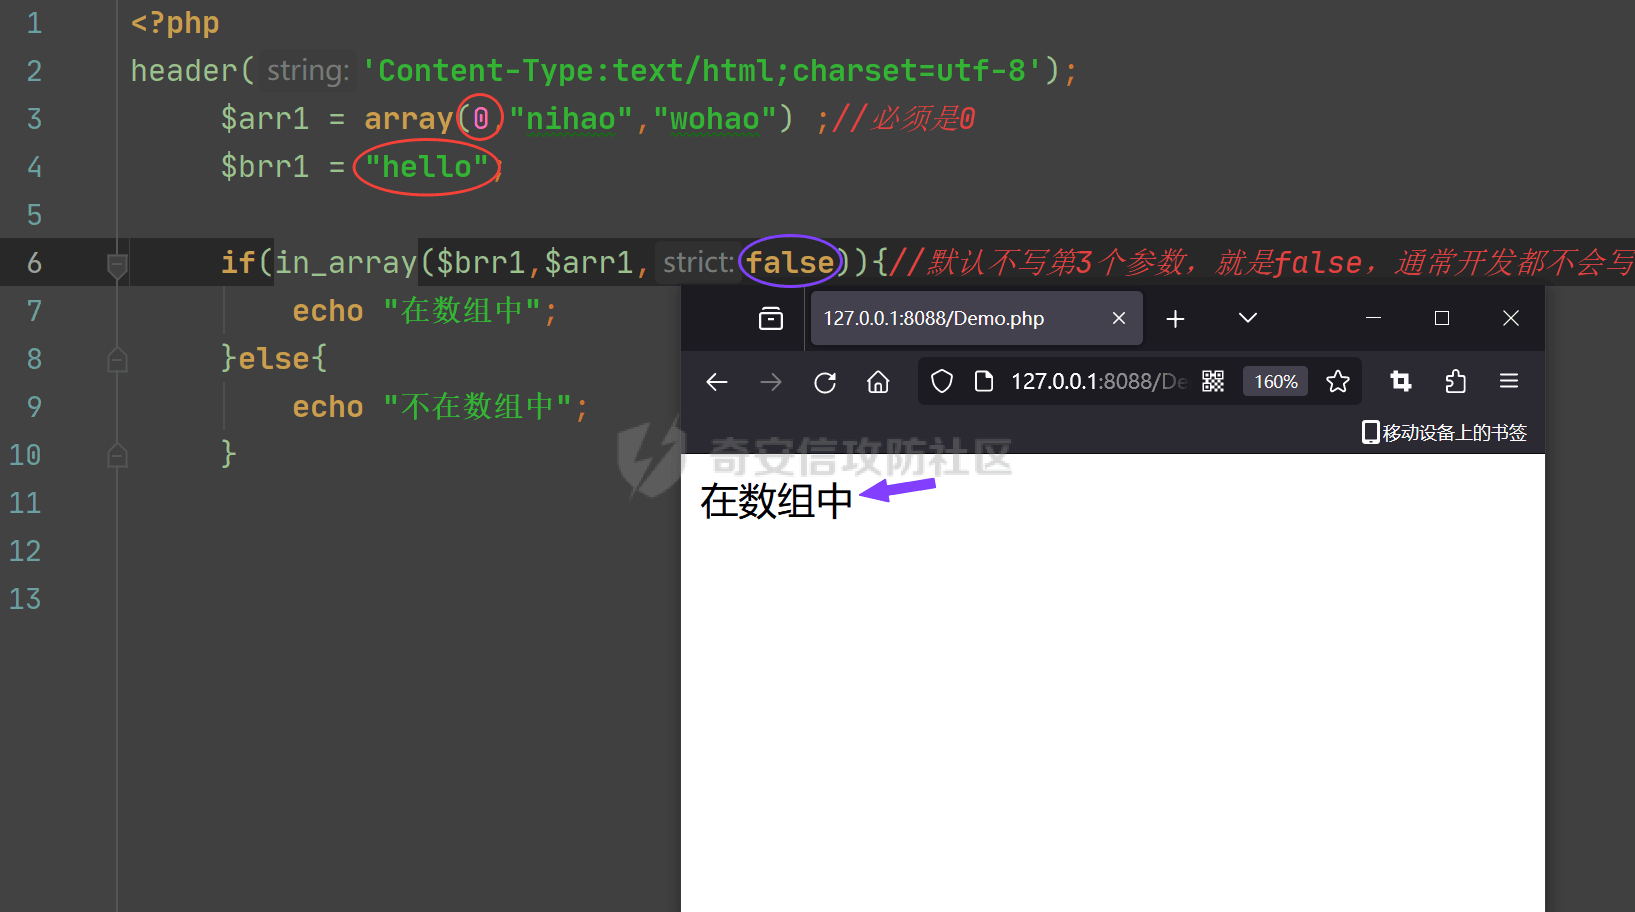 1 <?php
2 header( string: 'Content-Type:text/html;charset=utf-8');
3 $arr1 = array(0,"nihao","wohao") ;//必须是0
4 $brr1 = "hello";
5
6 if(in_array($brr1,$arr1, strict: false)){//默认不写第3个参数，就是false，通常开发都不会写
7 echo "在数组中";
8 }else{
9 echo "不在数组中";
10 }
11
12
13
127.0.0.1:8088/Demo.php
127.0.0.1:8088/De
160%
移动设备上的书签
奇安信攻防社区
在数组中